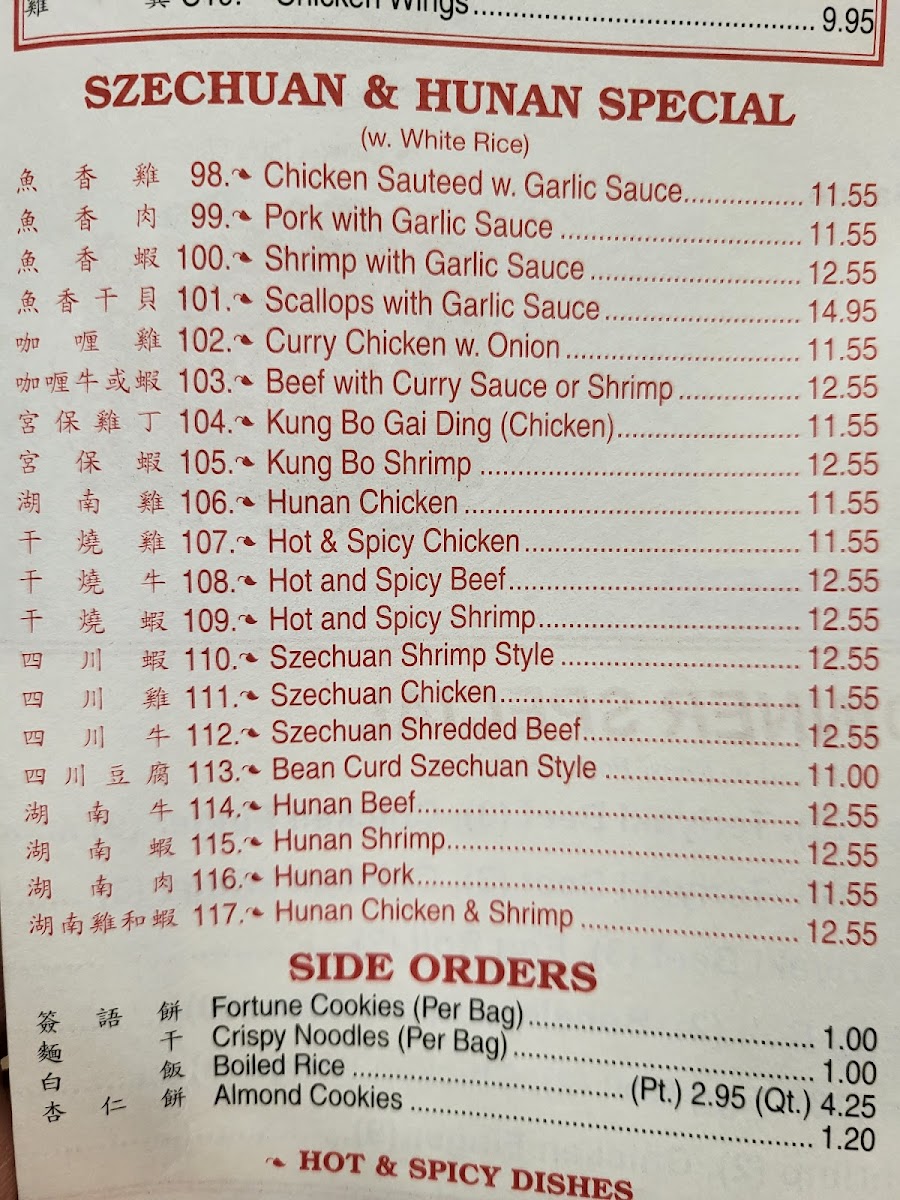 雞 Chicken Wings........................................ 9.95
SZECHUAN & HUNAN SPECIAL
(w. White Rice)
魚香雞 98. Chicken Sauteed w. Garlic Sauce................. 11.55
魚香肉 99. Pork with Garlic Sauce .................................. 11.55
魚香蝦 100. Shrimp with Garlic Sauce .............................. 12.55
魚香干貝 101. Scallops with Garlic Sauce ............................ 14.95
咖喱雞 102. Curry Chicken w. Onion ................................. 11.55
咖喱牛或蝦 103. Beef with Curry Sauce or Shrimp ................. 12.55
宮保雞丁 104. Kung Bo Gai Ding (Chicken).......................... 11.55
宮保蝦 105. Kung Bo Shrimp ............................................. 12.55
湖南雞 106. Hunan Chicken ............................................... 11.55
干燒雞 107. Hot & Spicy Chicken....................................... 11.55
干燒牛 108. Hot and Spicy Beef......................................... 12.55
干燒蝦 109. Hot and Spicy Shrimp..................................... 12.55
四川蝦 110. Szechuan Shrimp Style .................................. 12.55
四川雞 111. Szechuan Chicken.......................................... 11.55
四川牛 112. Szechuan Shredded Beef............................... 12.55
四川豆腐 113. Bean Curd Szechuan Style ............................ 11.00
湖南牛 114. Hunan Beef..................................................... 12.55
湖南蝦 115. Hunan Shrimp................................................. 12.55
湖南肉 116. Hunan Pork..................................................... 11.55
湖南雞和蝦 117. Hunan Chicken & Shrimp .............................. 12.55
SIDE ORDERS
簽語餅 Fortune Cookies (Per Bag)........................................ 1.00
麵干 Crispy Noodles (Per Bag) .......................................... 1.00
白飯 Boiled Rice ....................................... (Pt.) 2.95 (Qt.) 4.25
杏仁餅 Almond Cookies ......................................................... 1.20
HOT & SPICY DISHES